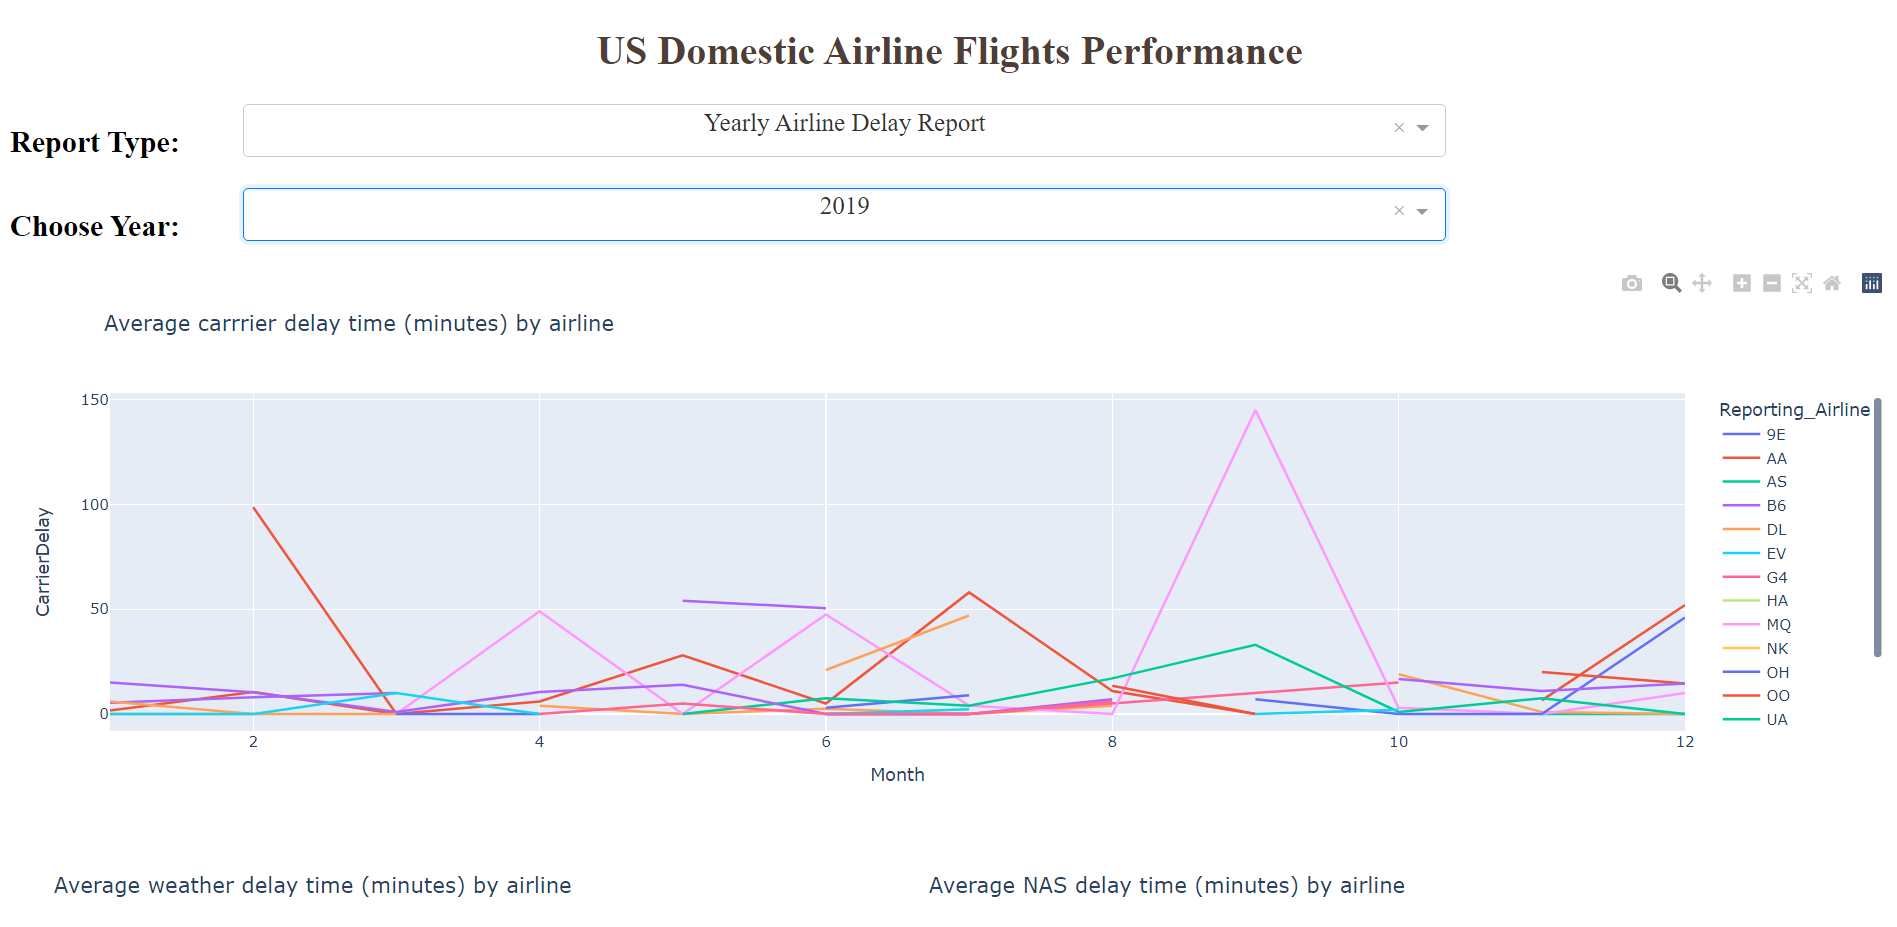 US Domestic Airline Flights Performance
Report Type:
Yearly Airline Delay Report
×
Choose Year:
2019
×
Average carrrier delay time (minutes) by airline
150
100
50
0
CarrierDelay
2
4
6
8
10
12
Month
Reporting_Airline
9E
AA
AS
B6
DL
EV
G4
HA
MQ
NK
OH
OO
UA
Average weather delay time (minutes) by airline
Average NAS delay time (minutes) by airline